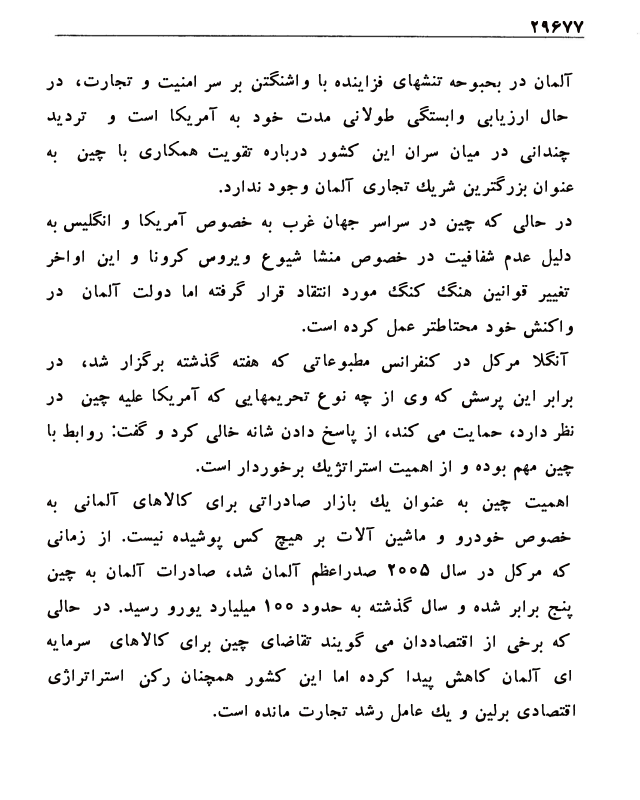 ۲۹۶۷۷
آلمان در بحبوحه تنشهای فزاینده با واشنگتن بر سر امنیت و تجارت، در
حال ارزیابی وابستگی طولانی مدت خود به آمریکا است و تردید
چندانی در میان سران این کشور درباره تقویت همکاری با چین به
عنوان بزرگترین شریک تجاری آلمان وجود ندارد.
در حالی که چین در سراسر جهان غرب به خصوص آمریکا و انگلیس به
دلیل عدم شفافیت در خصوص منشا شیوع ویروس کرونا و این اواخر
تغییر قوانین هنگ کنگ مورد انتقاد قرار گرفته اما دولت آلمان در
واکنش خود محتاطتر عمل کرده است.
آنگلا مرکل در کنفرانس مطبوعاتی که هفته گذشته برگزار شد، در
برابر این پرسش که وی از چه نوع تحریمهایی که آمریکا علیه چین در
نظر دارد، حمایت می کند، از پاسخ دادن شانه خالی کرد و گفت: روابط با
چین مهم بوده و از اهمیت استراتژیک برخوردار است.
اهمیت چین به عنوان یک بازار صادراتی برای کالاهای آلمانی به
خصوص خودرو و ماشین آلات بر هیچ کس پوشیده نیست. از زمانی
که مرکل در سال ۲۰۰۵ صدراعظم آلمان شد، صادرات آلمان به چین
پنج برابر شده و سال گذشته به حدود ۱۰۰ میلیارد یورو رسید. در حالی
که برخی از اقتصاددان می گویند تقاضای چین برای کالاهای سرمایه
ای آلمان کاهش پیدا کرده اما این کشور همچنان رکن استراتراژی
اقتصادی برلین و یک عامل رشد تجارت مانده است.